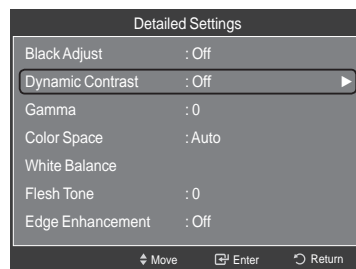 Detailed Settings
Black Adjust : Off
Dynamic Contrast : Off
Gamma : 0
Color Space : Auto
White Balance
Flesh Tone : 0
Edge Enhancement : Off
Move Enter Return